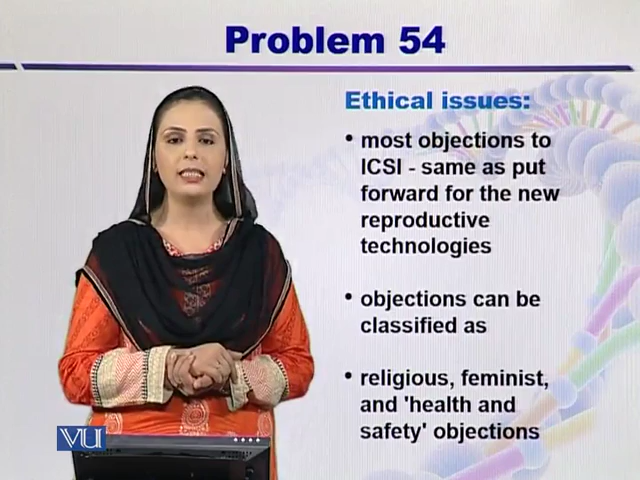 Problem 54
Ethical issues:
• most objections to
ICSI - same as put
forward for the new
reproductive
technologies
• objections can be
classified as
• religious, feminist,
and 'health and
safety' objections
VU